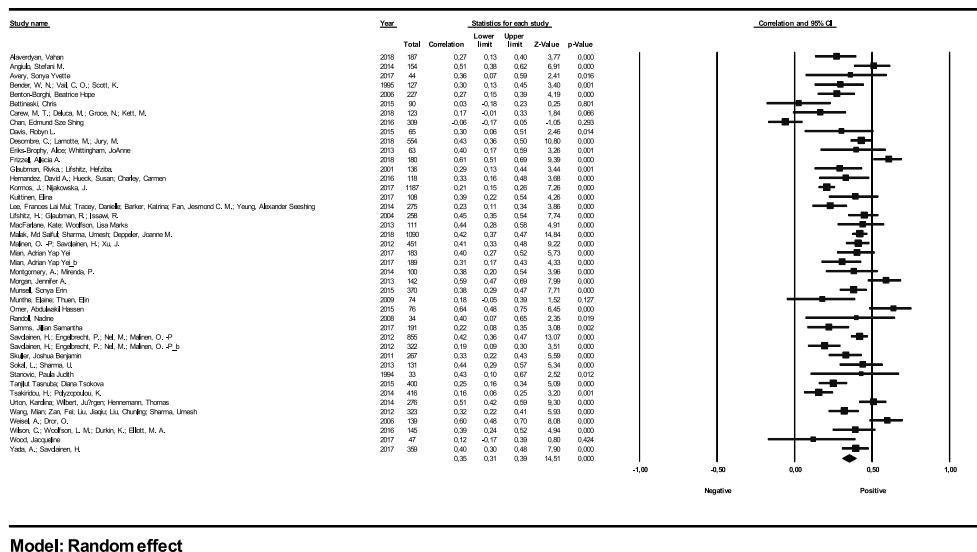 Study name Year Statistics for each study Correlation and 95% CI
Lower Upper
Total Correlation limit limit Z-Value p-Value
Alaverdyan, Vahan 2018 187 0,27 0,13 0,40 3,77 0,000
Angiulo, Stefani M. 2014 154 0,51 0,38 0,62 6,91 0,000
Avery, Sonya Yvette 2017 44 0,36 0,07 0,59 2,41 0,016
Bender, W. N.; Vail, C. O.; Scott, K. 1995 127 0,30 0,13 0,45 3,40 0,001
Benton-Borghi, Beatrice Hope 2006 227 0,27 0,15 0,39 4,19 0,000
Bettineski, Chris 2015 90 0,03 -0,18 0,23 0,25 0,801
Carew, M. T.; Deluca, M.; Groce, N.; Kett, M. 2018 123 0,17 -0,01 0,33 1,84 0,066
Chan, Edmund Sze Shing 2016 309 -0,06 -0,17 0,05 -1,05 0,293
Davis, Robyn L. 2015 65 0,30 0,06 0,51 2,46 0,014
Desombre, C.; Lamotte, M.; Jury, M. 2018 554 0,43 0,36 0,50 10,80 0,000
Eriks-Brophy, Alice; Whittingham, JoAnne 2013 63 0,40 0,17 0,59 3,26 0,001
Frizzell, Allecia A. 2018 180 0,61 0,51 0,69 9,39 0,000
Glaubman, Rivka.; Lifshitz, Hefziba. 2001 136 0,29 0,13 0,44 3,44 0,001
Hernandez, David A.; Hueck, Susan; Charley, Carmen 2016 118 0,33 0,16 0,48 3,68 0,000
Kormos, J.; Nijakowska, J. 2017 1187 0,21 0,15 0,26 7,26 0,000
Kuittinen, Elina 2017 108 0,39 0,22 0,54 4,26 0,000
Lee, Frances Lai Mui; Tracey, Danielle; Barker, Katrina; Fan, Jesmond C. M.; Yeung, Alexander Seeshing 2014 275 0,23 0,11 0,34 3,86 0,000
Lifshitz, H.; Glaubman, R.; Issawi, R. 2004 258 0,45 0,35 0,54 7,74 0,000
MacFarlane, Kate; Woolfson, Lisa Marks 2013 111 0,44 0,28 0,58 4,91 0,000
Malak, Md Saiful; Sharma, Umesh; Deppeler, Joanne M. 2018 1090 0,42 0,37 0,47 14,84 0,000
Malinen, O. -P; Savolainen, H.; Xu, J. 2012 451 0,41 0,33 0,48 9,22 0,000
Mian, Adrian Yap Yei 2017 183 0,40 0,27 0,52 5,73 0,000
Mian, Adrian Yap Yei_b 2017 189 0,31 0,17 0,43 4,33 0,000
Montgomery, A.; Mirenda, P. 2014 100 0,38 0,20 0,54 3,96 0,000
Morgan, Jennifer A. 2013 142 0,59 0,47 0,69 7,99 0,000
Munsell, Sonya Erin 2015 370 0,38 0,29 0,47 7,71 0,000
Munthe, Elaine; Thuen, Elin 2009 74 0,18 -0,05 0,39 1,52 0,127
Omer, Abdulwakil Hassen 2015 76 0,64 0,48 0,75 6,45 0,000
Randoll, Nadine 2008 34 0,40 0,07 0,65 2,35 0,019
Samms, Jillian Samantha 2017 191 0,22 0,08 0,35 3,08 0,002
Savolainen, H.; Engelbrecht, P.; Nel, M.; Malinen, O. -P 2012 855 0,42 0,36 0,47 13,07 0,000
Savolainen, H.; Engelbrecht, P.; Nel, M.; Malinen, O. -P_b 2012 322 0,19 0,09 0,30 3,51 0,000
Skuller, Joshua Benjamin 2011 267 0,33 0,22 0,43 5,59 0,000
Sokal, L.; Sharma, U. 2013 131 0,44 0,29 0,57 5,34 0,000
Stanovic, Paula Judith 1994 33 0,43 0,10 0,67 2,52 0,012
Tanjilut Tasnuba; Diana Tsokova 2015 400 0,25 0,16 0,34 5,09 0,000
Tsakiridou, H.; Polyzopoulou, K. 2014 416 0,16 0,06 0,25 3,20 0,001
Urton, Karolina; Wilbert, Ju?rgen; Hennemann, Thomas 2014 276 0,51 0,42 0,59 9,30 0,000
Wang, Mian; Zan, Fei; Liu, Jiaqiu; Liu, Chunling; Sharma, Umesh 2012 323 0,32 0,22 0,41 5,93 0,000
Weisel, A.; Dror, O. 2006 139 0,60 0,48 0,70 8,08 0,000
Wilson, C.; Woolfson, L. M.; Durkin, K.; Elliott, M. A. 2016 145 0,39 0,24 0,52 4,94 0,000
Wood, Jacqueline 2017 47 0,12 -0,17 0,39 0,80 0,424
Yada, A.; Savolainen, H. 2017 359 0,40 0,30 0,48 7,90 0,000
0,35 0,31 0,39 14,51 0,000
-1,00 -0,50 0,00 0,50 1,00
Negative Positive
Model: Random effect